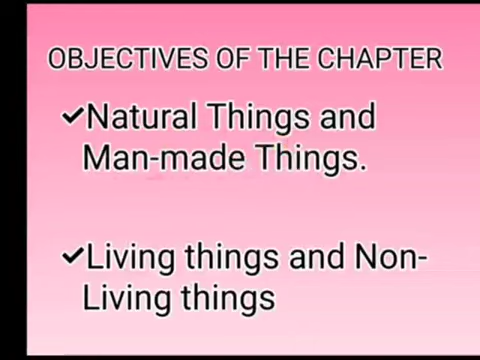 OBJECTIVES OF THE CHAPTER
✓Natural Things and
Man-made Things.
✓Living things and Non-
Living things